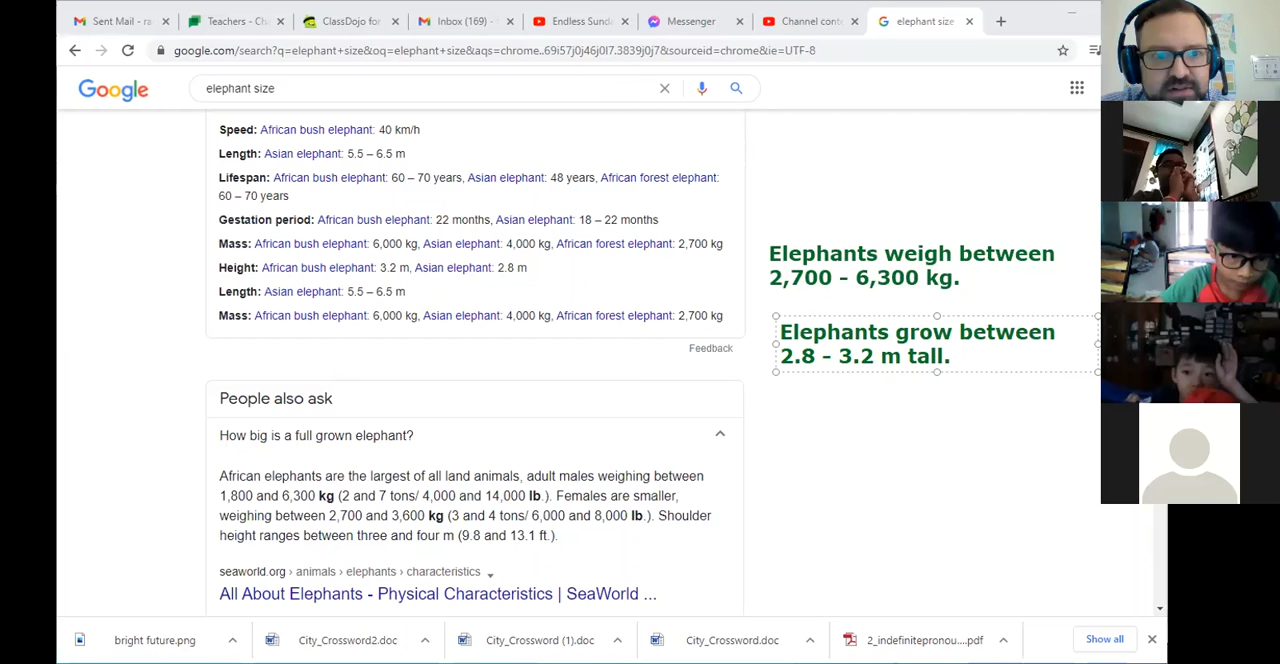 Sent Mail - ra
Teachers - Cl
ClassDojo for
Inbox (169) -
Endless Sund
Messenger
Channel cont
elephant size
google.com/search?q=elephant+size&oq=elephant+size&aqs=chrome..69i57j0j46j0l7.3839j0j7&sourceid=chrome&ie=UTF-8
Google
elephant size
Speed: African bush elephant: 40 km/h
Length: Asian elephant: 5.5 – 6.5 m
Lifespan: African bush elephant: 60 – 70 years, Asian elephant: 48 years, African forest elephant:
60 – 70 years
Gestation period: African bush elephant: 22 months, Asian elephant: 18 – 22 months
Mass: African bush elephant: 6,000 kg, Asian elephant: 4,000 kg, African forest elephant: 2,700 kg
Height: African bush elephant: 3.2 m, Asian elephant: 2.8 m
Length: Asian elephant: 5.5 – 6.5 m
Mass: African bush elephant: 6,000 kg, Asian elephant: 4,000 kg, African forest elephant: 2,700 kg
Feedback
Elephants weigh between
2,700 - 6,300 kg.
Elephants grow between
2.8 - 3.2 m tall.
People also ask
How big is a full grown elephant?
African elephants are the largest of all land animals, adult males weighing between
1,800 and 6,300 kg (2 and 7 tons/ 4,000 and 14,000 lb.). Females are smaller,
weighing between 2,700 and 3,600 kg (3 and 4 tons/ 6,000 and 8,000 lb.). Shoulder
height ranges between three and four m (9.8 and 13.1 ft.).
seaworld.org › animals › elephants › characteristics
All About Elephants - Physical Characteristics | SeaWorld ...
bright future.png
City_Crossword2.doc
City_Crossword (1).doc
City_Crossword.doc
2_indefinitepronou....pdf
Show all